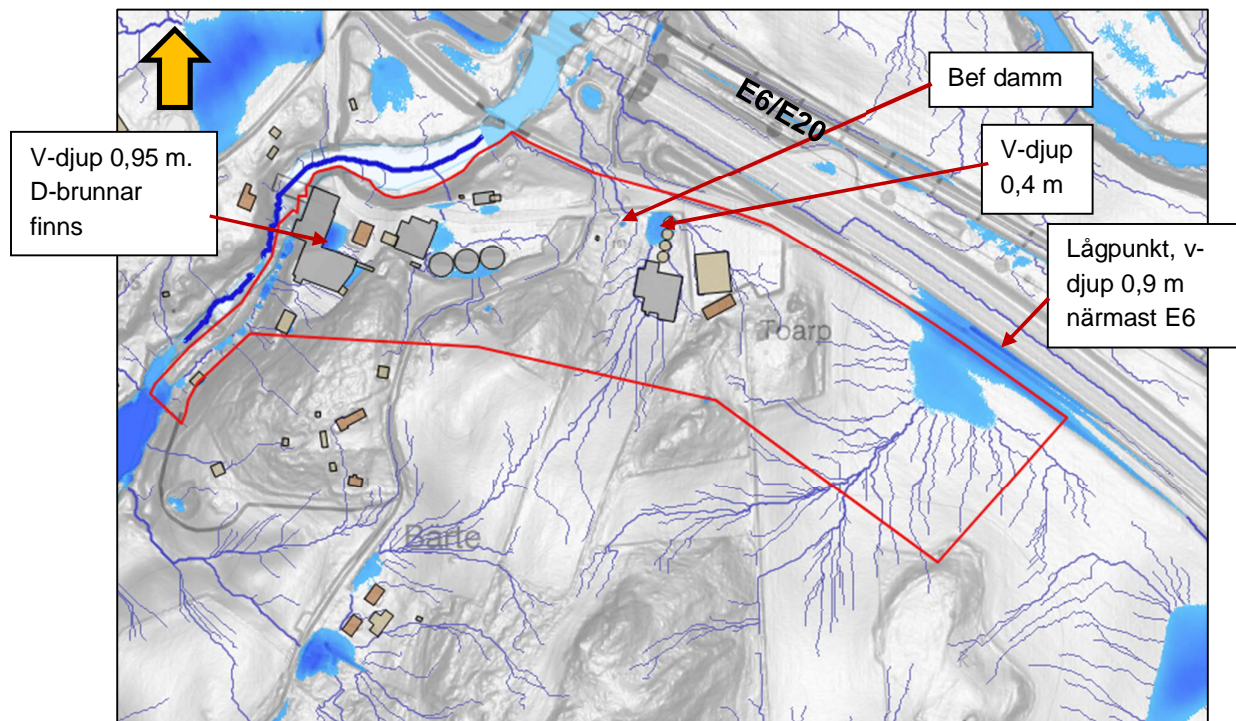 Bef damm
E6/E20
V-djup
0,4 m
V-djup 0,95 m.
D-brunnar
finns
Lågpunkt, v-
djup 0,9 m
närmast E6
Toarp
Barte